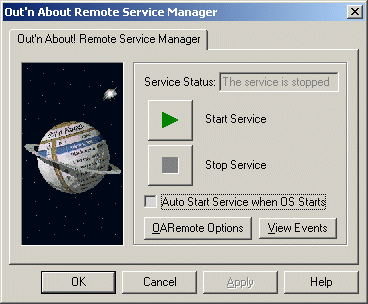 Out'n About Remote Service Manager
Out'n About! Remote Service Manager
Service Status: The service is stopped
Start Service
Stop Service
Auto Start Service when OS Starts
OARemote Options View Events
OK Cancel Apply Help